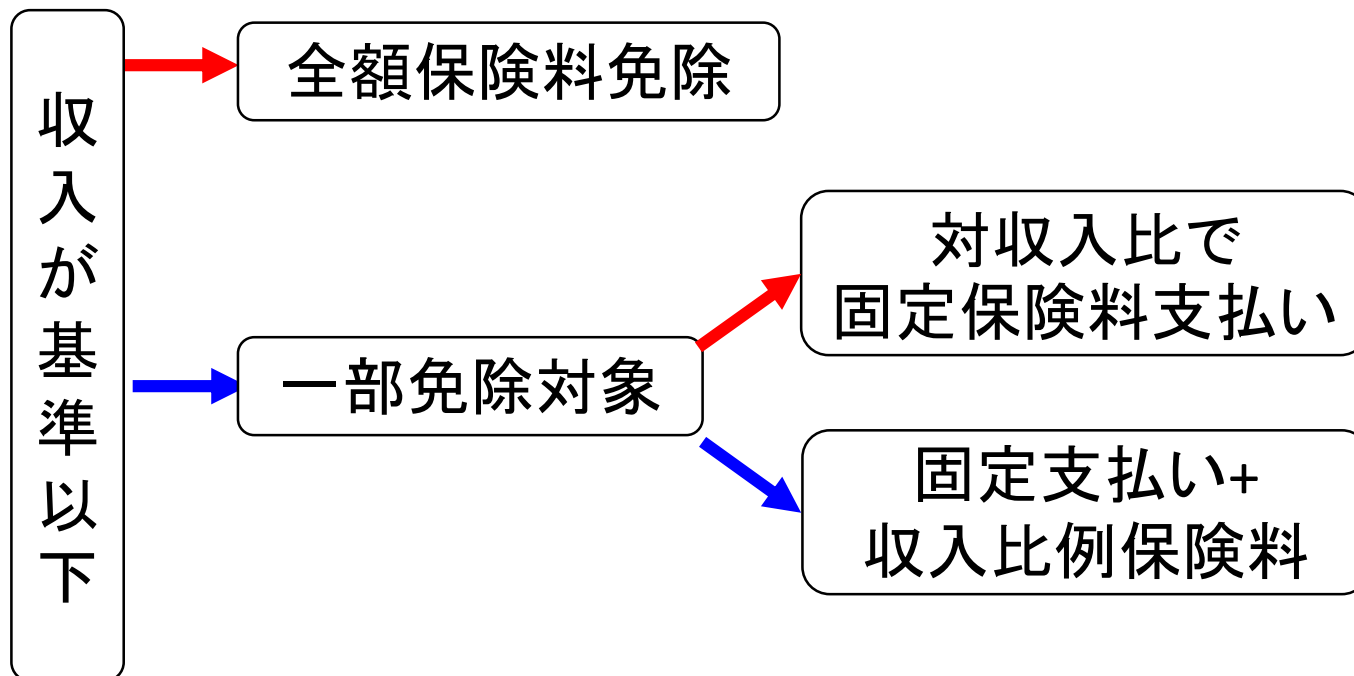 収入が基準以下
全額保険料免除
一部免除対象
対収入比で
固定保険料支払い
固定支払い+
収入比例保険料